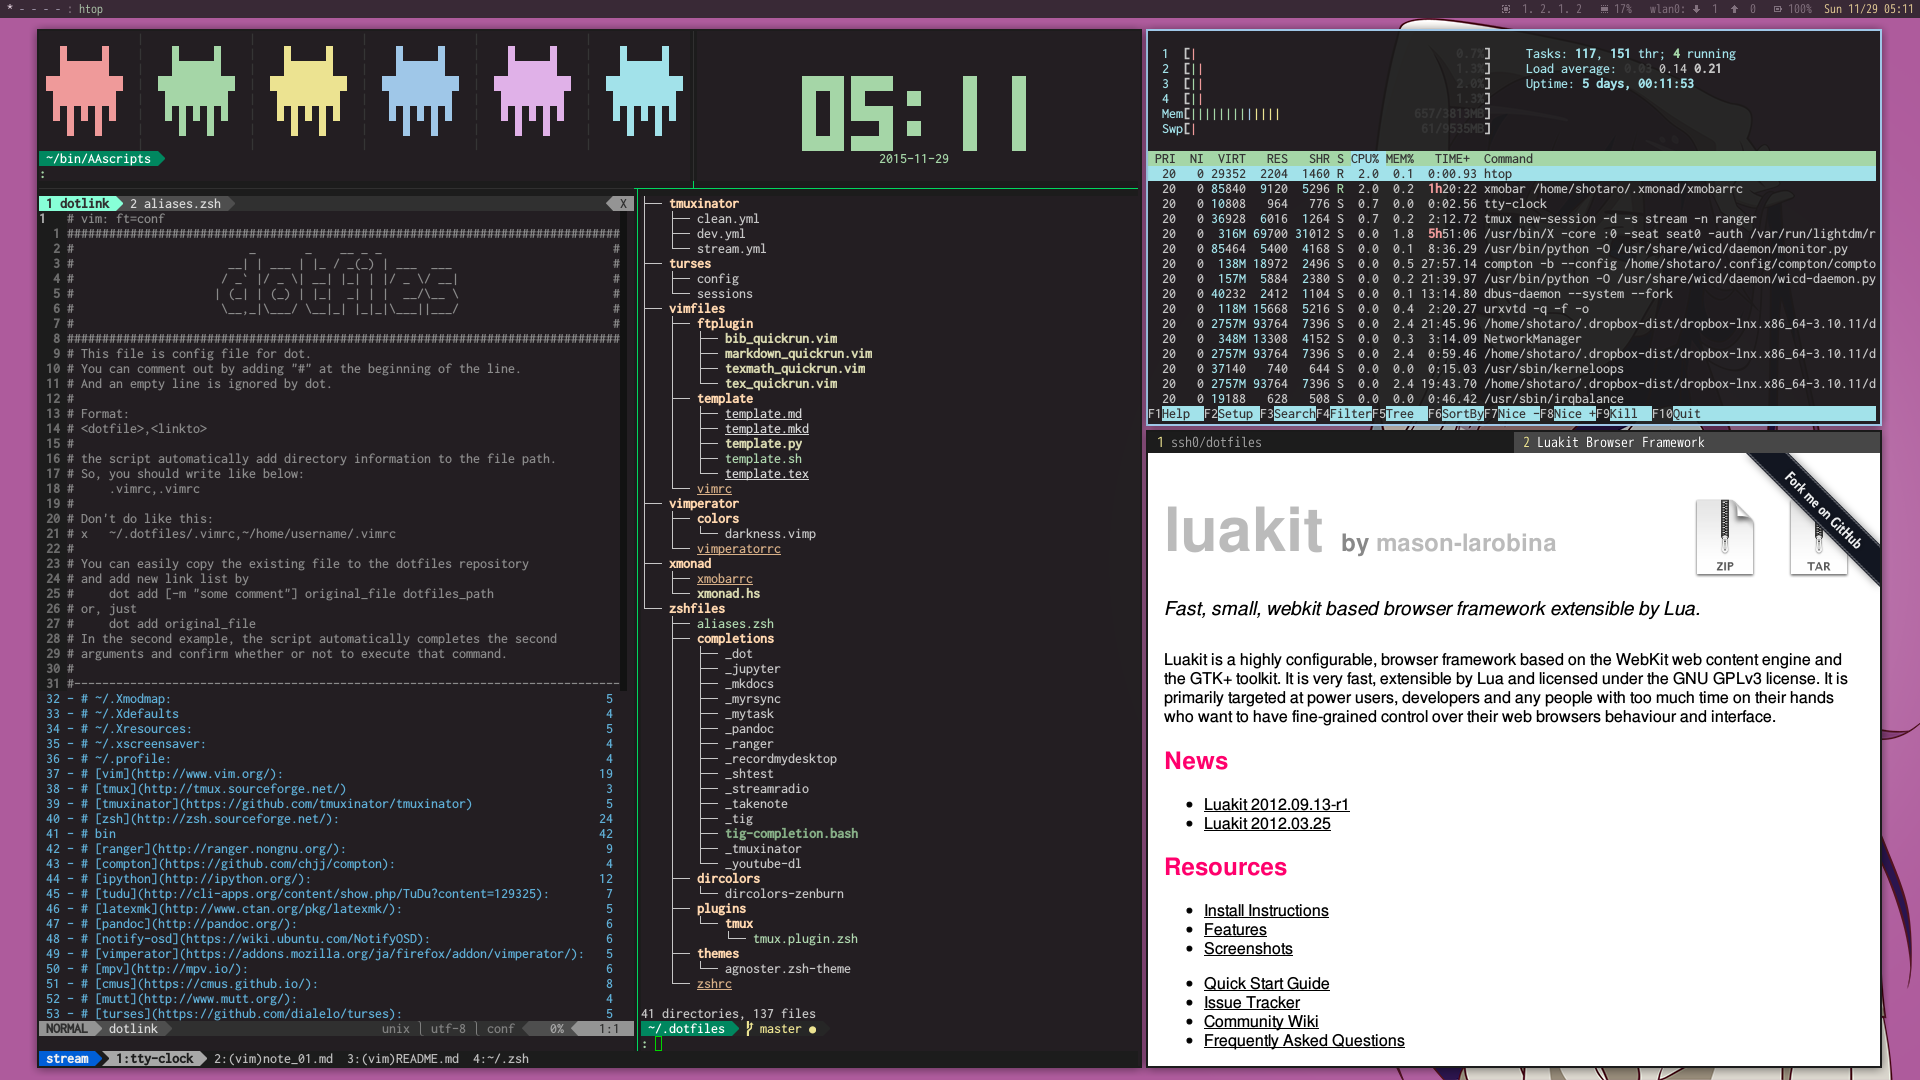 * - - - - : htop
1. 2. 1. 2 17% wlan0: 1 0 100% Sun 11/29 05:11
~/bin/AAscripts
:
05:11
2015-11-29
1 dotlink 2 aliases.zsh X
1 # vim: ft=conf
1 ################################################################################
2 # #
3 # #
4 # #
5 # #
6 # #
7 # #
8 ################################################################################
9 # This file is config file for dot.
10 # You can comment out by adding "#" at the beginning of the line.
11 # And an empty line is ignored by dot.
12 #
13 # Format:
14 # <dotfile>,<linkto>
15 #
16 # the script automatically add directory information to the file path.
17 # So, you should write like below:
18 # .vimrc,.vimrc
19 #
20 # Don't do like this:
21 # x ~/.dotfiles/.vimrc,~/home/username/.vimrc
22 #
23 # You can easily copy the existing file to the dotfiles repository
24 # and add new link list by
25 # dot add [-m "some comment"] original_file dotfiles_path
26 # or, just
27 # dot add original_file
28 # In the second example, the script automatically completes the second
29 # arguments and confirm whether or not to execute that command.
30 #
31 #-------------------------------------------------------------------------------
32 - # ~/.Xmodmap: 5
33 - # ~/.Xdefaults 4
34 - # ~/.Xresources: 5
35 - # ~/.xscreensaver: 4
36 - # ~/.profile: 4
37 - # [vim](http://www.vim.org/): 19
38 - # [tmux](http://tmux.sourceforge.net/) 3
39 - # [tmuxinator](https://github.com/tmuxinator/tmuxinator) 5
40 - # [zsh](http://zsh.sourceforge.net/): 24
41 - # bin 42
42 - # [ranger](http://ranger.nongnu.org/): 9
43 - # [compton](https://github.com/chjj/compton): 4
44 - # [ipython](http://ipython.org/): 12
45 - # [tudu](http://cli-apps.org/content/show.php/TuDu?content=129325): 7
46 - # [latexmk](http://www.ctan.org/pkg/latexmk/): 5
47 - # [pandoc](http://pandoc.org/): 6
48 - # [notify-osd](https://wiki.ubuntu.com/NotifyOSD): 6
49 - # [vimperator](https://addons.mozilla.org/ja/firefox/addon/vimperator/): 5
50 - # [mpv](http://mpv.io/): 6
51 - # [cmus](https://cmus.github.io/): 8
52 - # [mutt](http://www.mutt.org/): 4
53 - # [turses](https://github.com/dialelo/turses): 5
NORMAL dotlink unix | utf-8 | conf 0% 1:1
stream 1:tty-clock 2:(vim)note_01.md 3:(vim)README.md 4:~/.zsh
tmuxinator
clean.yml
dev.yml
stream.yml
turses
config
sessions
vimfiles
ftplugin
bib_quickrun.vim
markdown_quickrun.vim
texmath_quickrun.vim
tex_quickrun.vim
template
template.md
template.mkd
template.py
template.sh
template.tex
vimrc
vimperator
colors
darkness.vimp
vimperatorrc
xmonad
xmobarrc
xmonad.hs
zshfiles
aliases.zsh
completions
_dot
_jupyter
_mkdocs
_myrsync
_mytask
_pandoc
_ranger
_recordmydesktop
_shtest
_streamradio
_takenote
_tig
tig-completion.bash
_tmuxinator
_youtube-dl
dircolors
dircolors-zenburn
plugins
tmux
tmux.plugin.zsh
themes
agnoster.zsh-theme
zshrc
41 directories, 137 files
~/.dotfiles master
:
1 [| 0.7%] Tasks: 117, 151 thr; 4 running
2 [|| 1.3%] Load average: 0.03 0.14 0.21
3 [|| 2.0%] Uptime: 5 days, 00:11:53
4 [|| 1.3%]
Mem[||||||||||||| 657/3813MB]
Swp[| 61/9535MB]
PRI NI VIRT RES SHR S CPU% MEM% TIME+ Command
20 0 29352 2204 1460 R 2.0 0.1 0:00.93 htop
20 0 85840 9120 5296 R 2.0 0.2 1h20:22 xmobar /home/shotaro/.xmonad/xmobarrc
20 0 10808 964 776 S 0.7 0.0 0:02.56 tty-clock
20 0 36928 6016 1264 S 0.7 0.2 2:12.72 tmux new-session -d -s stream -n ranger
20 0 316M 69700 31012 S 0.0 1.8 5h51:06 /usr/bin/X -core :0 -seat seat0 -auth /var/run/lightdm/r
20 0 85464 5400 4168 S 0.0 0.1 8:36.29 /usr/bin/python -O /usr/share/wicd/daemon/monitor.py
20 0 138M 18972 2496 S 0.0 0.5 27:57.14 compton -b --config /home/shotaro/.config/compton/compto
20 0 157M 5884 2380 S 0.0 0.2 21:39.97 /usr/bin/python -O /usr/share/wicd/daemon/wicd-daemon.py
20 0 40232 2412 1104 S 0.0 0.1 13:14.80 dbus-daemon --system --fork
20 0 118M 15668 5216 S 0.0 0.4 2:20.27 urxvtd -q -f -o
20 0 2757M 93764 7396 S 0.0 2.4 21:45.96 /home/shotaro/.dropbox-dist/dropbox-lnx.x86_64-3.10.11/d
20 0 348M 13308 4152 S 0.0 0.3 3:14.09 NetworkManager
20 0 2757M 93764 7396 S 0.0 2.4 0:59.46 /home/shotaro/.dropbox-dist/dropbox-lnx.x86_64-3.10.11/d
20 0 37140 740 644 S 0.0 0.0 0:15.03 /usr/sbin/kerneloops
20 0 2757M 93764 7396 S 0.0 2.4 19:43.70 /home/shotaro/.dropbox-dist/dropbox-lnx.x86_64-3.10.11/d
20 0 19188 628 508 S 0.0 0.0 0:46.42 /usr/sbin/irqbalance
F1Help F2Setup F3SearchF4FilterF5Tree F6SortByF7Nice -F8Nice +F9Kill F10Quit
1 ssh0/dotfiles 2 Luakit Browser Framework
Fork me on GitHub
luakit by mason-larobina
ZIP TAR
Fast, small, webkit based browser framework extensible by Lua.
Luakit is a highly configurable, browser framework based on the WebKit web content engine and
the GTK+ toolkit. It is very fast, extensible by Lua and licensed under the GNU GPLv3 license. It is
primarily targeted at power users, developers and any people with too much time on their hands
who want to have fine-grained control over their web browsers behaviour and interface.
News
• Luakit 2012.09.13-r1
• Luakit 2012.03.25
Resources
• Install Instructions
• Features
• Screenshots
• Quick Start Guide
• Issue Tracker
• Community Wiki
• Frequently Asked Questions